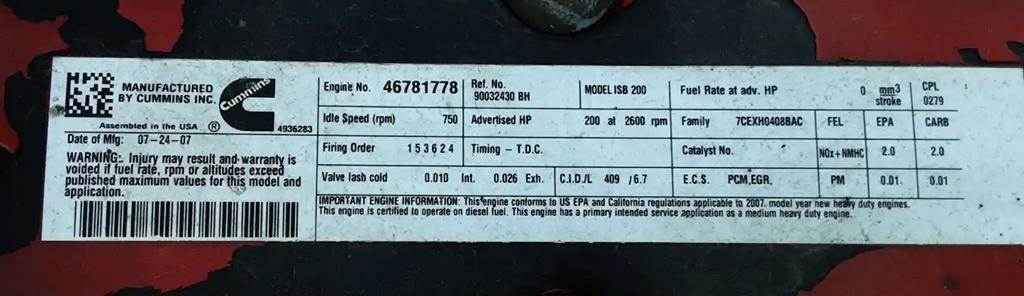 MANUFACTURED
BY CUMMINS INC.
Cummins
®
Assembled in the USA
4936283
Date of Mfg: 07-24-07
WARNING: Injury may result and warranty is
voided if fuel rate, rpm or altitudes exceed
published maximum values for this model and
application.
Engine No. 46781778 Ref. No. 90032430 BH MODEL ISB 200 Fuel Rate at adv. HP 0 mm3 stroke CPL 0279
Idle Speed (rpm) 750 Advertised HP 200 at 2600 rpm Family 7CEXH0408BAC FEL EPA CARB
Firing Order 1 5 3 6 2 4 Timing - T.D.C. Catalyst No. NOx+NMHC 2.0 2.0
Valve lash cold 0.010 Int. 0.026 Exh. C.I.D/L 409 /6.7 E.C.S. PCM,EGR, PM 0.01 0.01
IMPORTANT ENGINE INFORMATION: This engine conforms to US EPA and California regulations applicable to 2007 model year new heavy duty engines.
This engine is certified to operate on diesel fuel. This engine has a primary intended service application as a medium heavy duty engine.